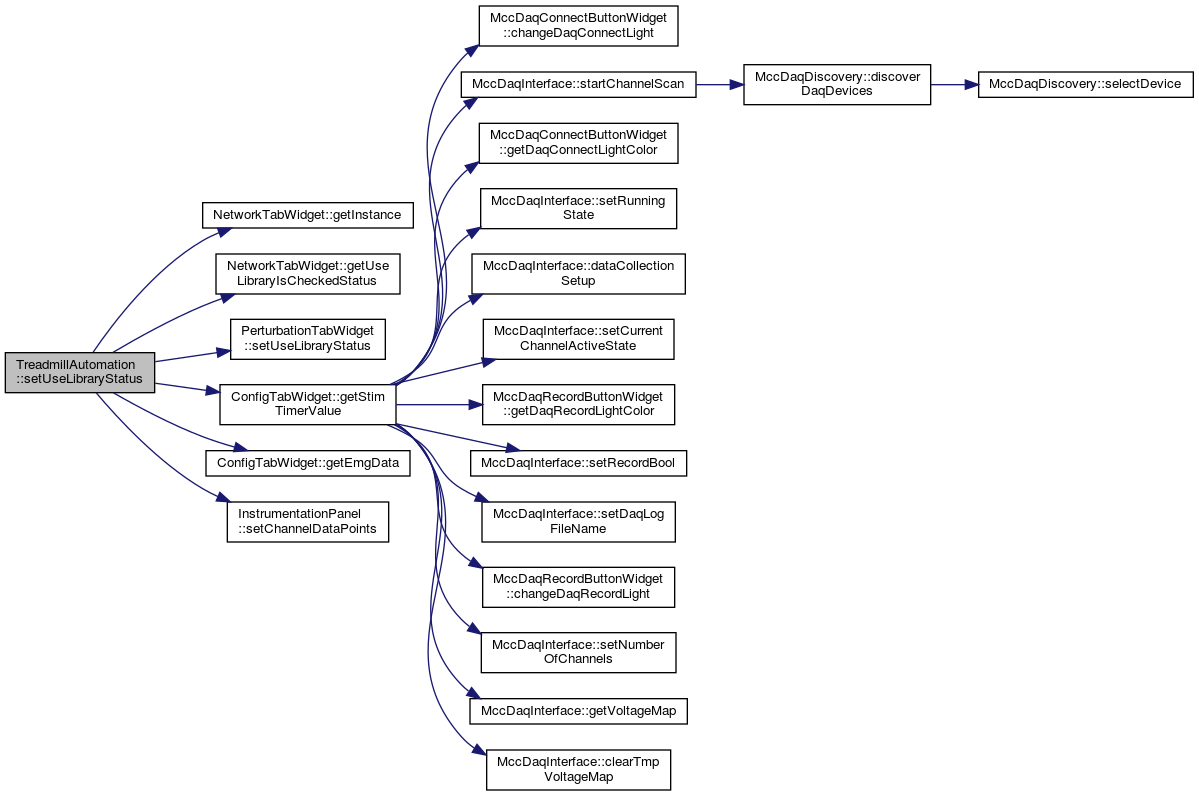 TreadmillAutomation
::setUseLibraryStatus
NetworkTabWidget::getInstance
NetworkTabWidget::getUse
LibraryIsCheckedStatus
PerturbationTabWidget
::setUseLibraryStatus
ConfigTabWidget::getStim
TimerValue
ConfigTabWidget::getEmgData
InstrumentationPanel
::setChannelDataPoints
MccDaqConnectButtonWidget
::changeDaqConnectLight
MccDaqInterface::startChannelScan
MccDaqConnectButtonWidget
::getDaqConnectLightColor
MccDaqInterface::setRunning
State
MccDaqInterface::dataCollection
Setup
MccDaqInterface::setCurrent
ChannelActiveState
MccDaqRecordButtonWidget
::getDaqRecordLightColor
MccDaqInterface::setRecordBool
MccDaqInterface::setDaqLog
FileName
MccDaqRecordButtonWidget
::changeDaqRecordLight
MccDaqInterface::setNumber
OfChannels
MccDaqInterface::getVoltageMap
MccDaqInterface::clearTmp
VoltageMap
MccDaqDiscovery::discover
DaqDevices
MccDaqDiscovery::selectDevice